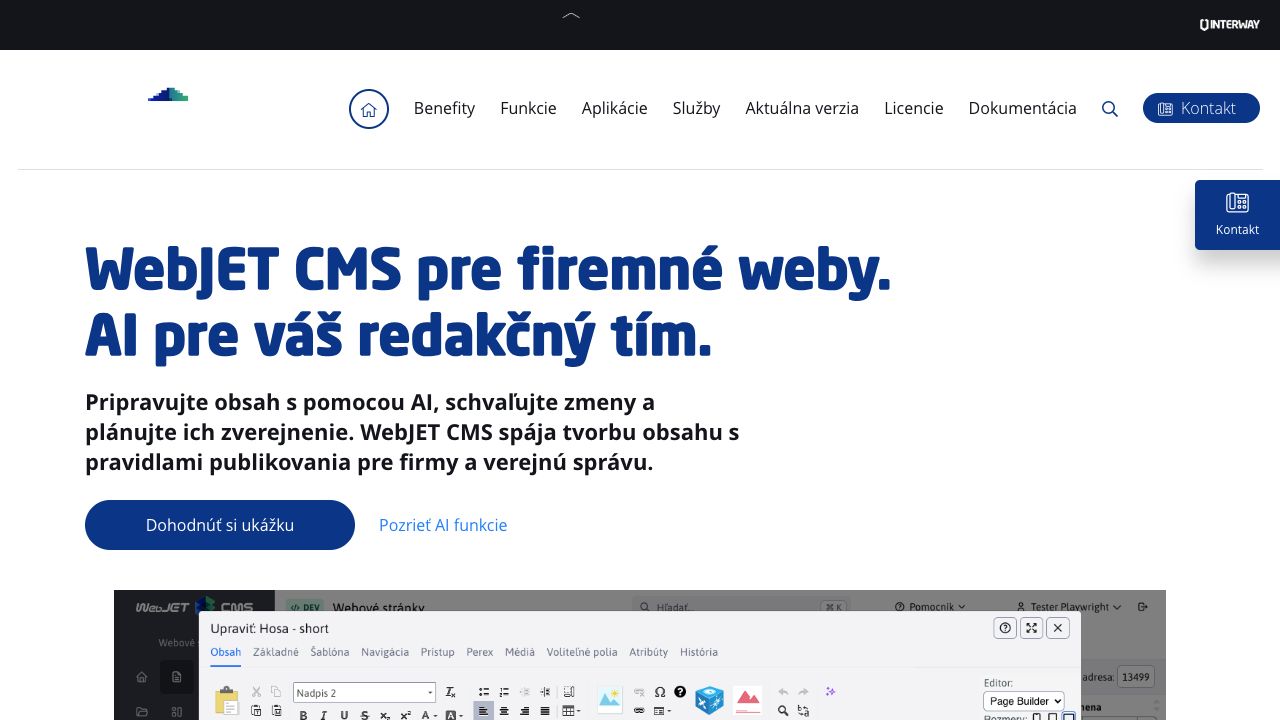 INTERWAY
Benefity Funkcie Aplikácie Služby Aktuálna verzia Licencie Dokumentácia Kontakt
Kontakt
WebJET CMS pre firemné weby.
AI pre váš redakčný tím.
Pripravujte obsah s pomocou AI, schvaľujte zmeny a
plánujte ich zverejnenie. WebJET CMS spája tvorbu obsahu s
pravidlami publikovania pre firmy a verejnú správu.
Dohodnúť si ukážku Pozrieť AI funkcie
WebJET CMS DEV Webové stránky Hľadať... ⌘ K Pomocník Tester Playwright
Upraviť: Hosa - short
Webové
Obsah Základné Šablóna Navigácia Prístup Perex Médiá Voliteľné polia Atribúty História
adresa: 13499
Editor:
Nadpis 2
Page Builder
Rozmery: